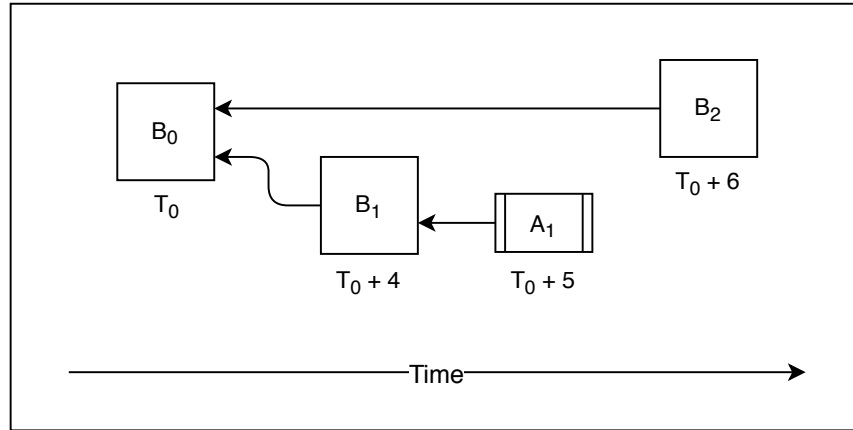 B₂
B₀
T₀ + 6
T₀
B₁
A₁
T₀ + 4
T₀ + 5
Time